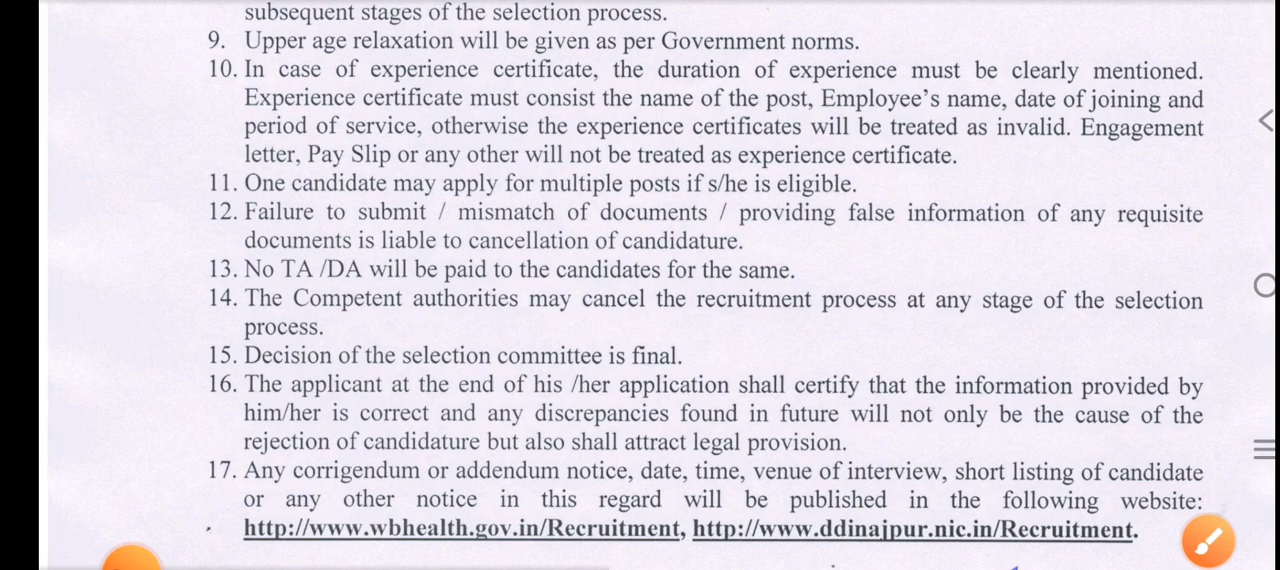 subsequent stages of the selection process.
9. Upper age relaxation will be given as per Government norms.
10. In case of experience certificate, the duration of experience must be clearly mentioned.
Experience certificate must consist the name of the post, Employee's name, date of joining and
period of service, otherwise the experience certificates will be treated as invalid. Engagement
letter, Pay Slip or any other will not be treated as experience certificate.
11. One candidate may apply for multiple posts if s/he is eligible.
12. Failure to submit / mismatch of documents / providing false information of any requisite
documents is liable to cancellation of candidature.
13. No TA /DA will be paid to the candidates for the same.
14. The Competent authorities may cancel the recruitment process at any stage of the selection
process.
15. Decision of the selection committee is final.
16. The applicant at the end of his /her application shall certify that the information provided by
him/her is correct and any discrepancies found in future will not only be the cause of the
rejection of candidature but also shall attract legal provision.
17. Any corrigendum or addendum notice, date, time, venue of interview, short listing of candidate
or any other notice in this regard will be published in the following website:
http://www.wbhealth.gov.in/Recruitment, http://www.ddinajpur.nic.in/Recruitment.